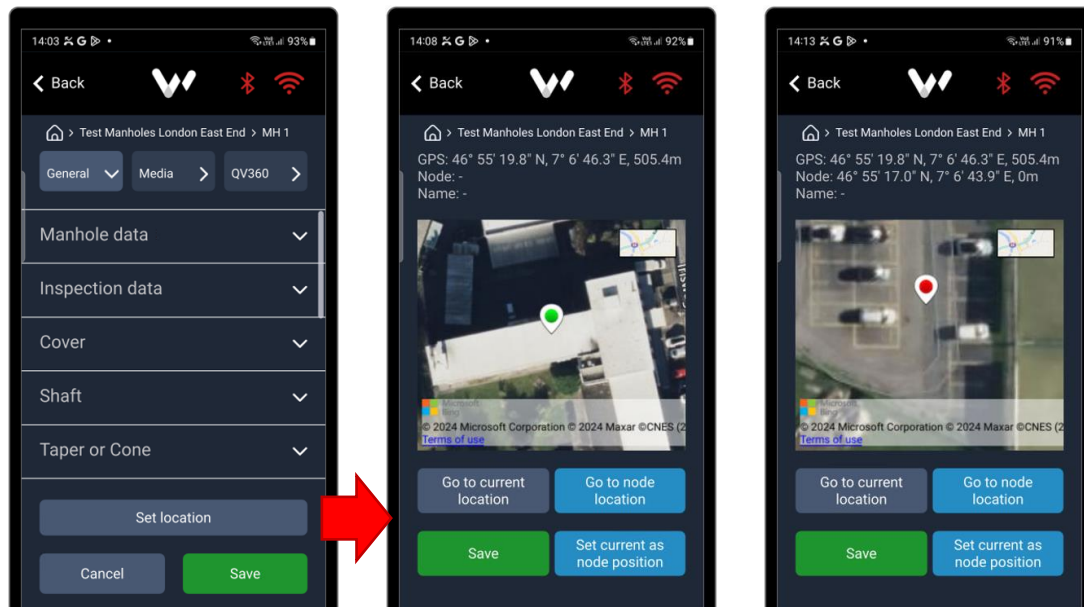 14:03
93%
Back
> Test Manholes London East End > MH 1
General
Media
QV360
Manhole data
Inspection data
Cover
Shaft
Taper or Cone
Set location
Cancel
Save
14:08
92%
Back
> Test Manholes London East End > MH 1
GPS: 46° 55' 19.8" N, 7° 6' 46.3" E, 505.4m
Node: -
Name: -
Microsoft
Bing
© 2024 Microsoft Corporation © 2024 Maxar ©CNES (2
Terms of use
Go to current
location
Go to node
location
Save
Set current as
node position
14:13
91%
Back
> Test Manholes London East End > MH 1
GPS: 46° 55' 19.8" N, 7° 6' 46.3" E, 505.4m
Node: 46° 55' 17.0" N, 7° 6' 43.9" E, 0m
Name: -
Microsoft
Bing
© 2024 Microsoft Corporation © 2024 Maxar ©CNES (2
Terms of use
Go to current
location
Go to node
location
Save
Set current as
node position